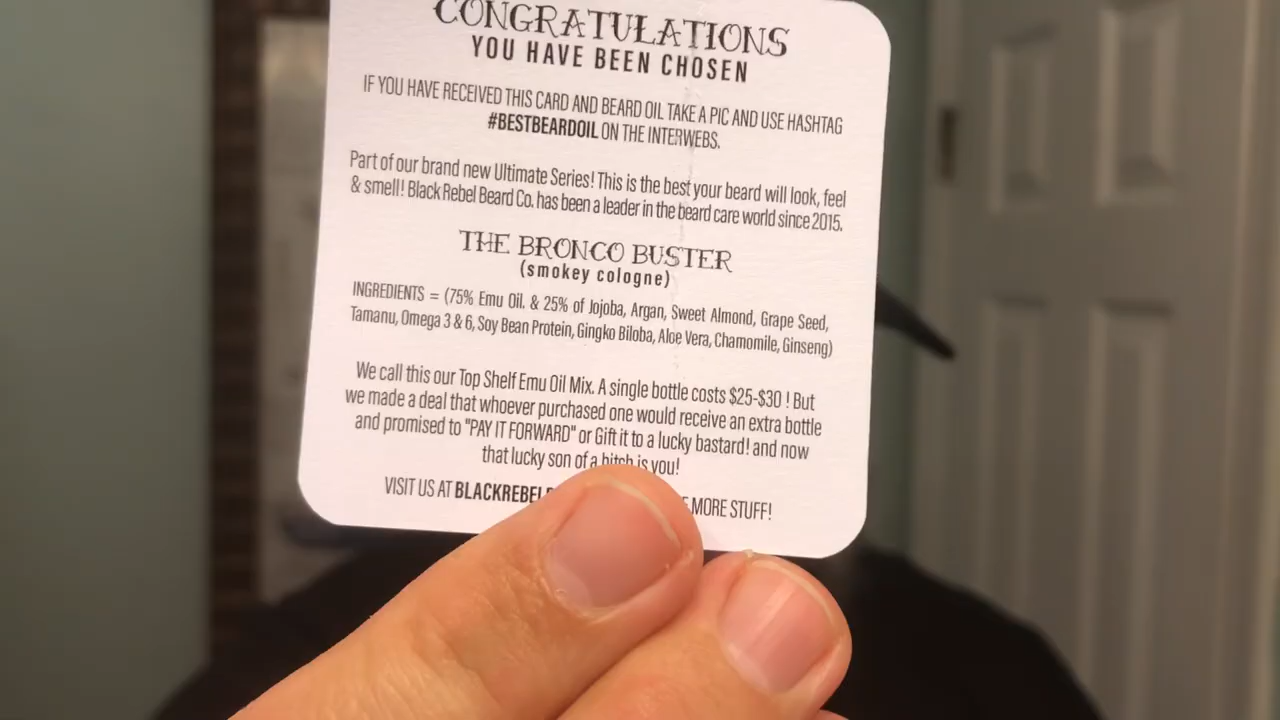 CONGRATULATIONS
YOU HAVE BEEN CHOSEN
IF YOU HAVE RECEIVED THIS CARD AND BEARD OIL TAKE A PIC AND USE HASHTAG
#BESTBEARDOIL ON THE INTERWEBS.
Part of our brand new Ultimate Series! This is the best your beard will look, feel
& smell! Black Rebel Beard Co. has been a leader in the beard care world since 2015.
THE BRONCO BUSTER
(smokey cologne)
INGREDIENTS = (75% Emu Oil. & 25% of Jojoba, Argan, Sweet Almond, Grape Seed,
Tamanu, Omega 3 & 6, Soy Bean Protein, Gingko Biloba, Aloe Vera, Chamomile, Ginseng)
We call this our Top Shelf Emu Oil Mix. A single bottle costs $25-$30 ! But
we made a deal that whoever purchased one would receive an extra bottle
and promised to "PAY IT FORWARD" or Gift it to a lucky bastard! and now
that lucky son of a bitch is you!
VISIT US AT BLACKREBEL MORE STUFF!